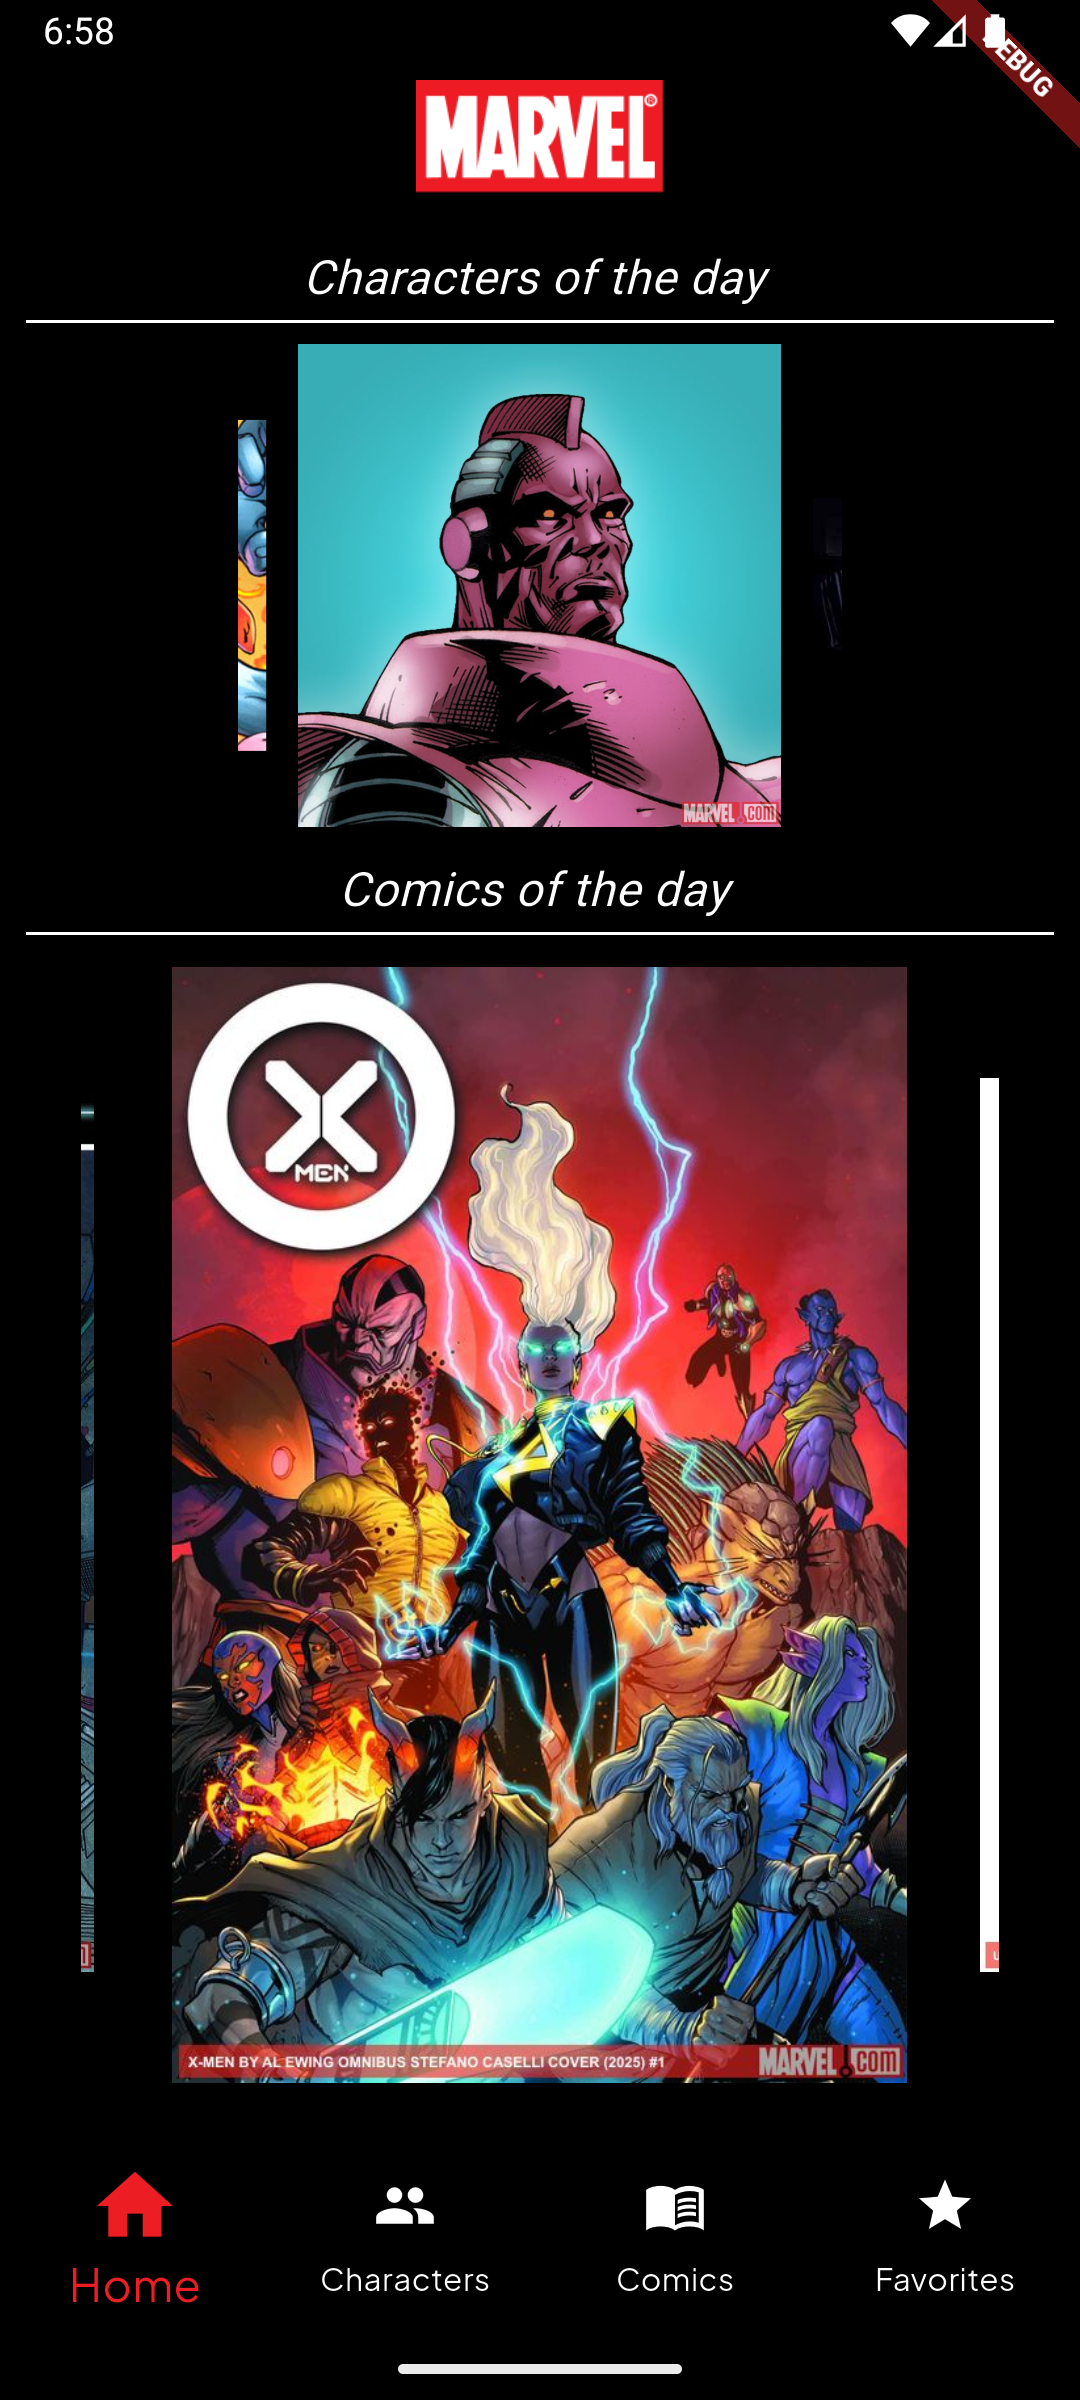 6:58
EBUG
MARVEL®
Characters of the day
MARVEL.COM
Comics of the day
X
MEN
X-MEN BY AL EWING OMNIBUS STEFANO CASELLI COVER (2025) #1
MARVEL.COM
Home
Characters
Comics
Favorites